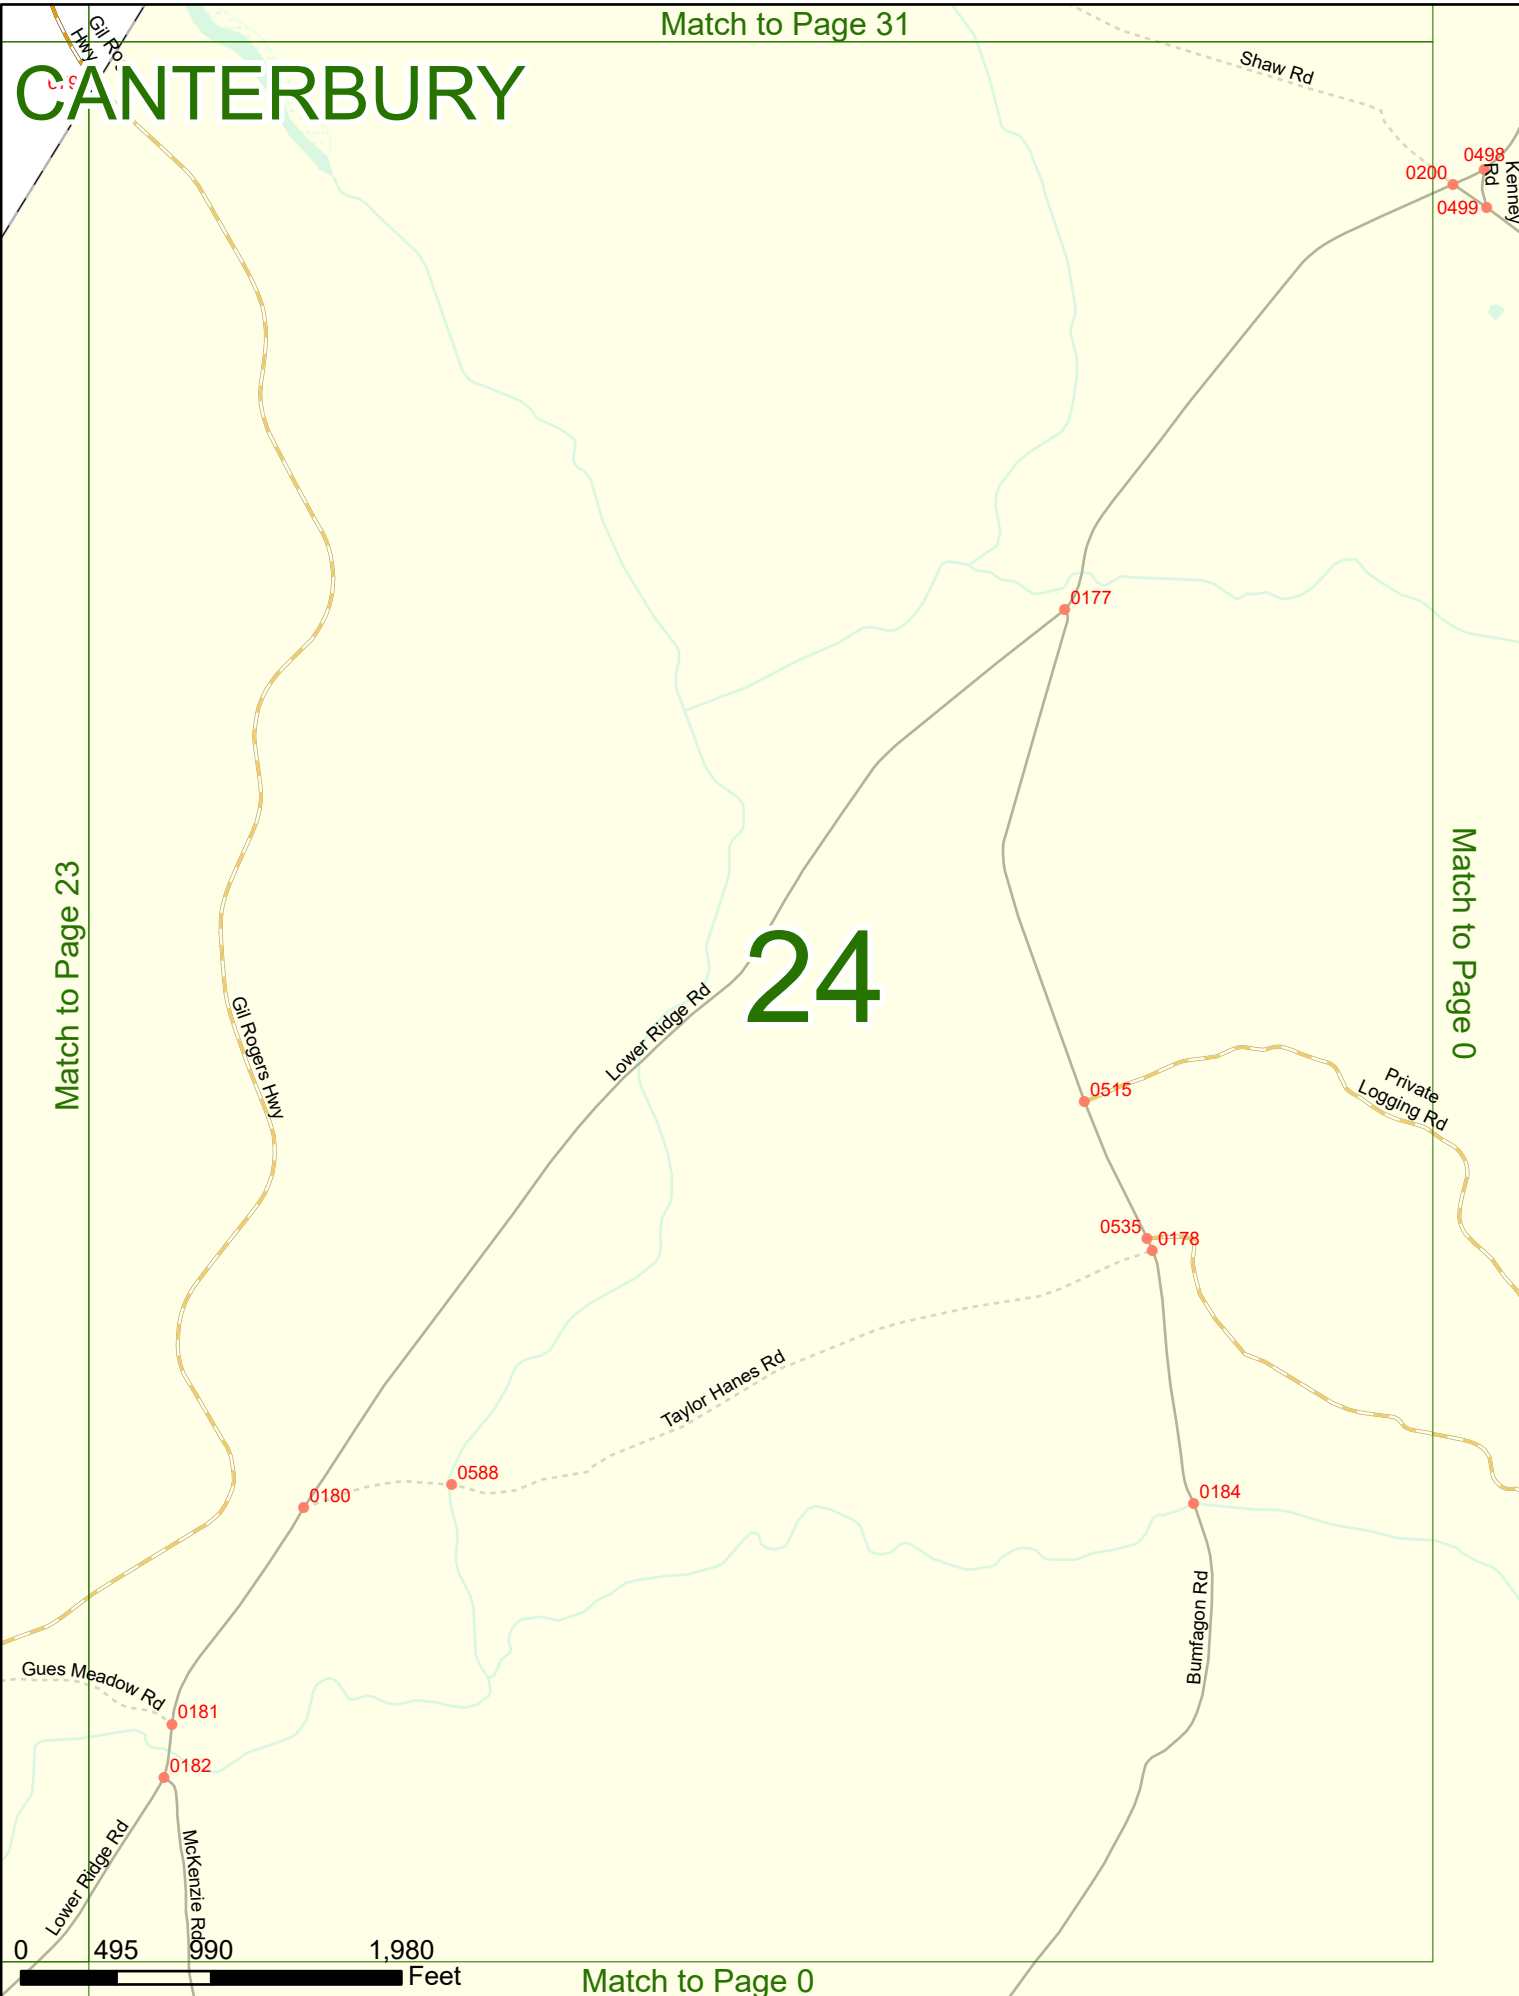 Match to Page 31
CANTERBURY
Hwy
Shaw Rd
0498
0200
0499
Kenney
Rd
0177
Match to Page 23
Match to Page 0
24
Gil Rogers Hwy
Lower Ridge Rd
0515
Private
Logging Rd
0535
0178
Taylor Hanes Rd
0588
0180
0184
Bumfagon Rd
Gues Meadow Rd
0181
0182
Lower Ridge Rd
McKenzie Rd
0 495 990 1,980
Feet
Match to Page 0